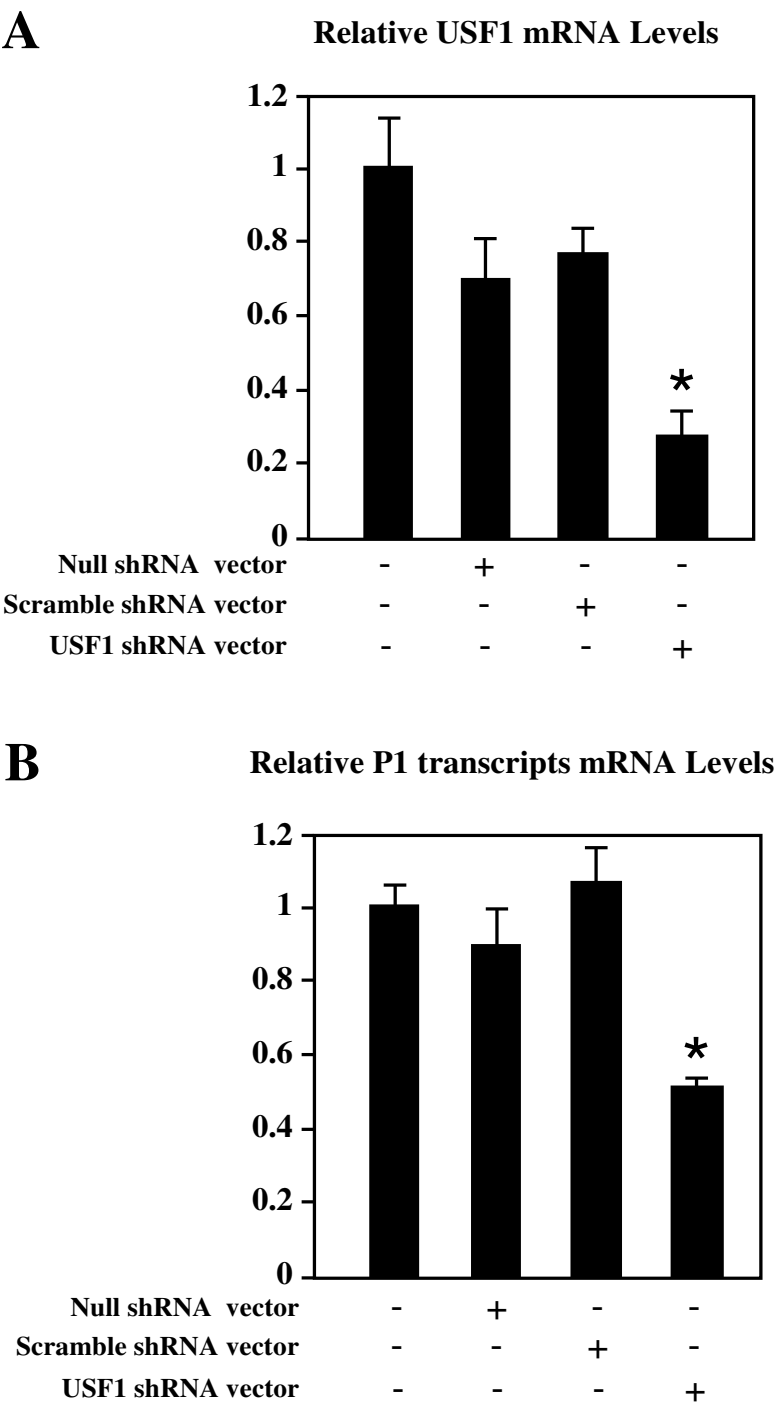 A
Relative USF1 mRNA Levels
1.2
1
0.8
0.6
0.4
*
0.2
0
Null shRNA vector - + - -
Scramble shRNA vector - - + -
USF1 shRNA vector - - - +
B
Relative P1 transcripts mRNA Levels
1.2
1
0.8
0.6
*
0.4
0.2
0
Null shRNA vector - + - -
Scramble shRNA vector - - + -
USF1 shRNA vector - - - +